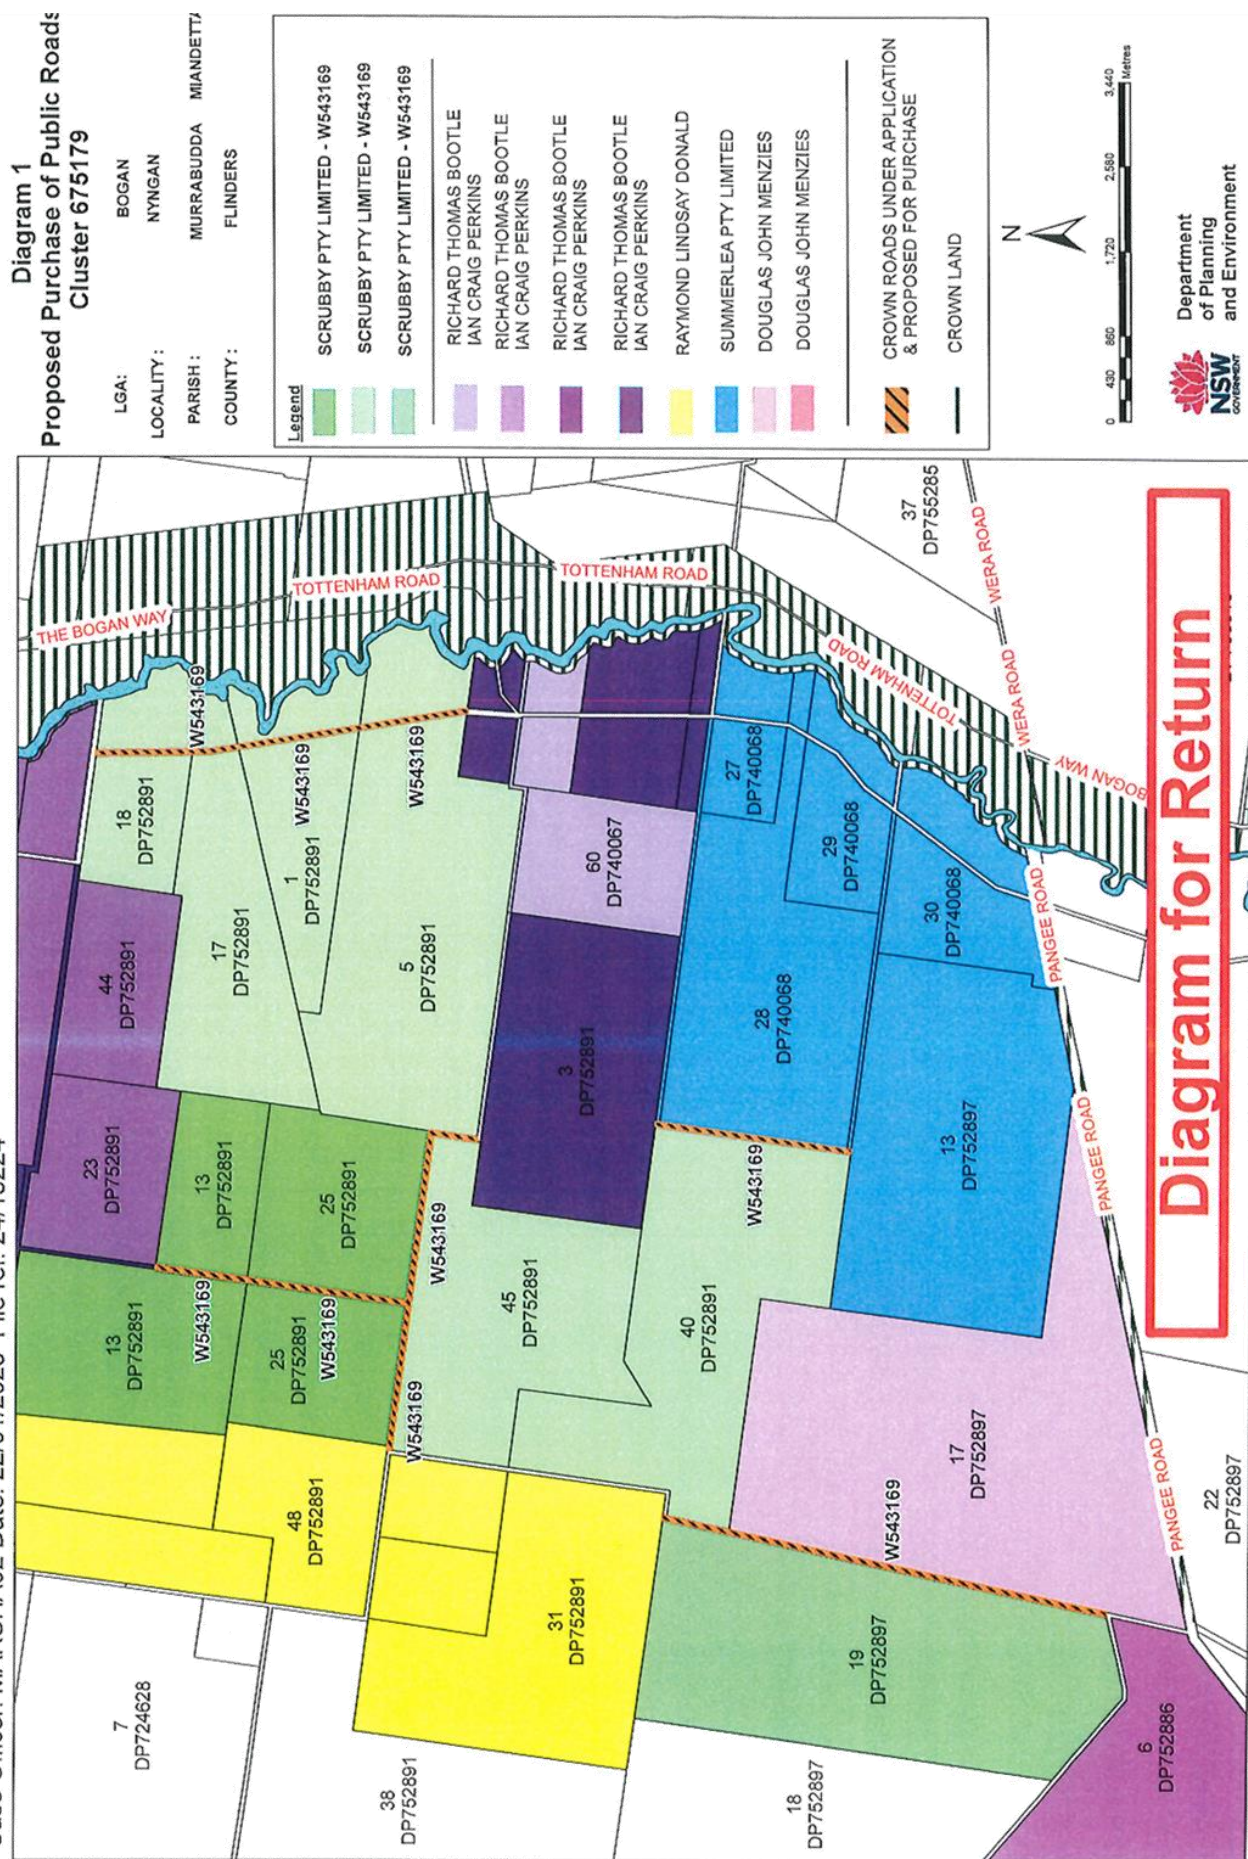 Diagram 1
Proposed Purchase of Public Roads
Cluster 675179
LGA: BOGAN
LOCALITY: NYNGAN
PARISH: MURRABUDDA MIANDETTA
COUNTY: FLINDERS
Legend
SCRUBBY PTY LIMITED - W543169
SCRUBBY PTY LIMITED - W543169
SCRUBBY PTY LIMITED - W543169
RICHARD THOMAS BOOTLE
IAN CRAIG PERKINS
RICHARD THOMAS BOOTLE
IAN CRAIG PERKINS
RICHARD THOMAS BOOTLE
IAN CRAIG PERKINS
RICHARD THOMAS BOOTLE
IAN CRAIG PERKINS
RAYMOND LINDSAY DONALD
SUMMERLEA PTY LIMITED
DOUGLAS JOHN MENZIES
DOUGLAS JOHN MENZIES
CROWN ROADS UNDER APPLICATION
& PROPOSED FOR PURCHASE
CROWN LAND
N
0 430 860 1,720 2,580 3,440
Metres
NSW
GOVERNMENT
Department
of Planning
and Environment
THE BOGAN WAY
TOTTENHAM ROAD
TOTTENHAM ROAD
TOTTENHAM ROAD
TOTTENHAM
BOGAN WAY
WERA ROAD
WERA ROAD
WERA ROAD
PANGEE ROAD
PANGEE ROAD
PANGEE ROAD
PANGEE ROAD
37
DP755285
W543169
W543169
W543169
18
DP752891
17
DP752891
1
DP752891
5
DP752891
44
DP752891
23
DP752891
13
DP752891
25
DP752891
60
DP740067
3
DP752891
27
DP740068
29
DP740068
30
DP740068
28
DP740068
13
DP752897
W543169
W543169
W543169
W543169
W543169
13
DP752891
25
DP752891
45
DP752891
40
DP752891
17
DP752897
W543169
48
DP752891
31
DP752891
19
DP752897
22
DP752897
7
DP724628
38
DP752891
18
DP752897
6
DP752886
Diagram for Return